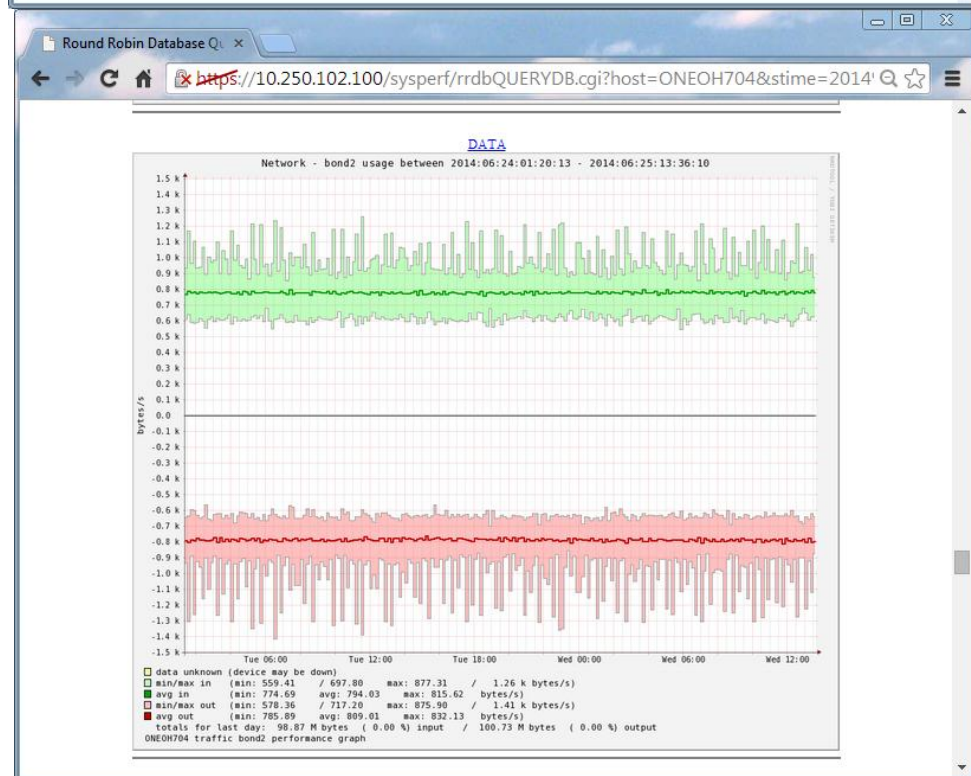 Round Robin Database Qu
https://10.250.102.100/sysperf/rrdbQUERYDB.cgi?host=ONEOH704&stime=2014'
DATA
Network - bond2 usage between 2014:06:24:01:20:13 - 2014:06:25:13:36:10
1.5 k
1.4 k
1.3 k
1.2 k
1.1 k
1.0 k
0.9 k
0.8 k
0.7 k
0.6 k
0.5 k
0.4 k
0.3 k
0.2 k
0.1 k
0.0
-0.1 k
-0.2 k
-0.3 k
-0.4 k
-0.5 k
-0.6 k
-0.7 k
-0.8 k
-0.9 k
-1.0 k
-1.1 k
-1.2 k
-1.3 k
-1.4 k
-1.5 k
bytes/s
Tue 06:00 Tue 12:00 Tue 18:00 Wed 00:00 Wed 06:00 Wed 12:00
data unknown (device may be down)
min/max in (min: 559.41 / 697.80 max: 877.31 / 1.26 k bytes/s)
avg in (min: 774.69 avg: 794.03 max: 815.62 bytes/s)
min/max out (min: 578.36 / 717.20 max: 875.90 / 1.41 k bytes/s)
avg out (min: 785.89 avg: 809.01 max: 832.13 bytes/s)
totals for last day: 98.87 M bytes ( 0.00 %) input / 100.73 M bytes ( 0.00 %) output
ONEOH704 traffic bond2 performance graph
RRDTOOL / TOBI OETIKER